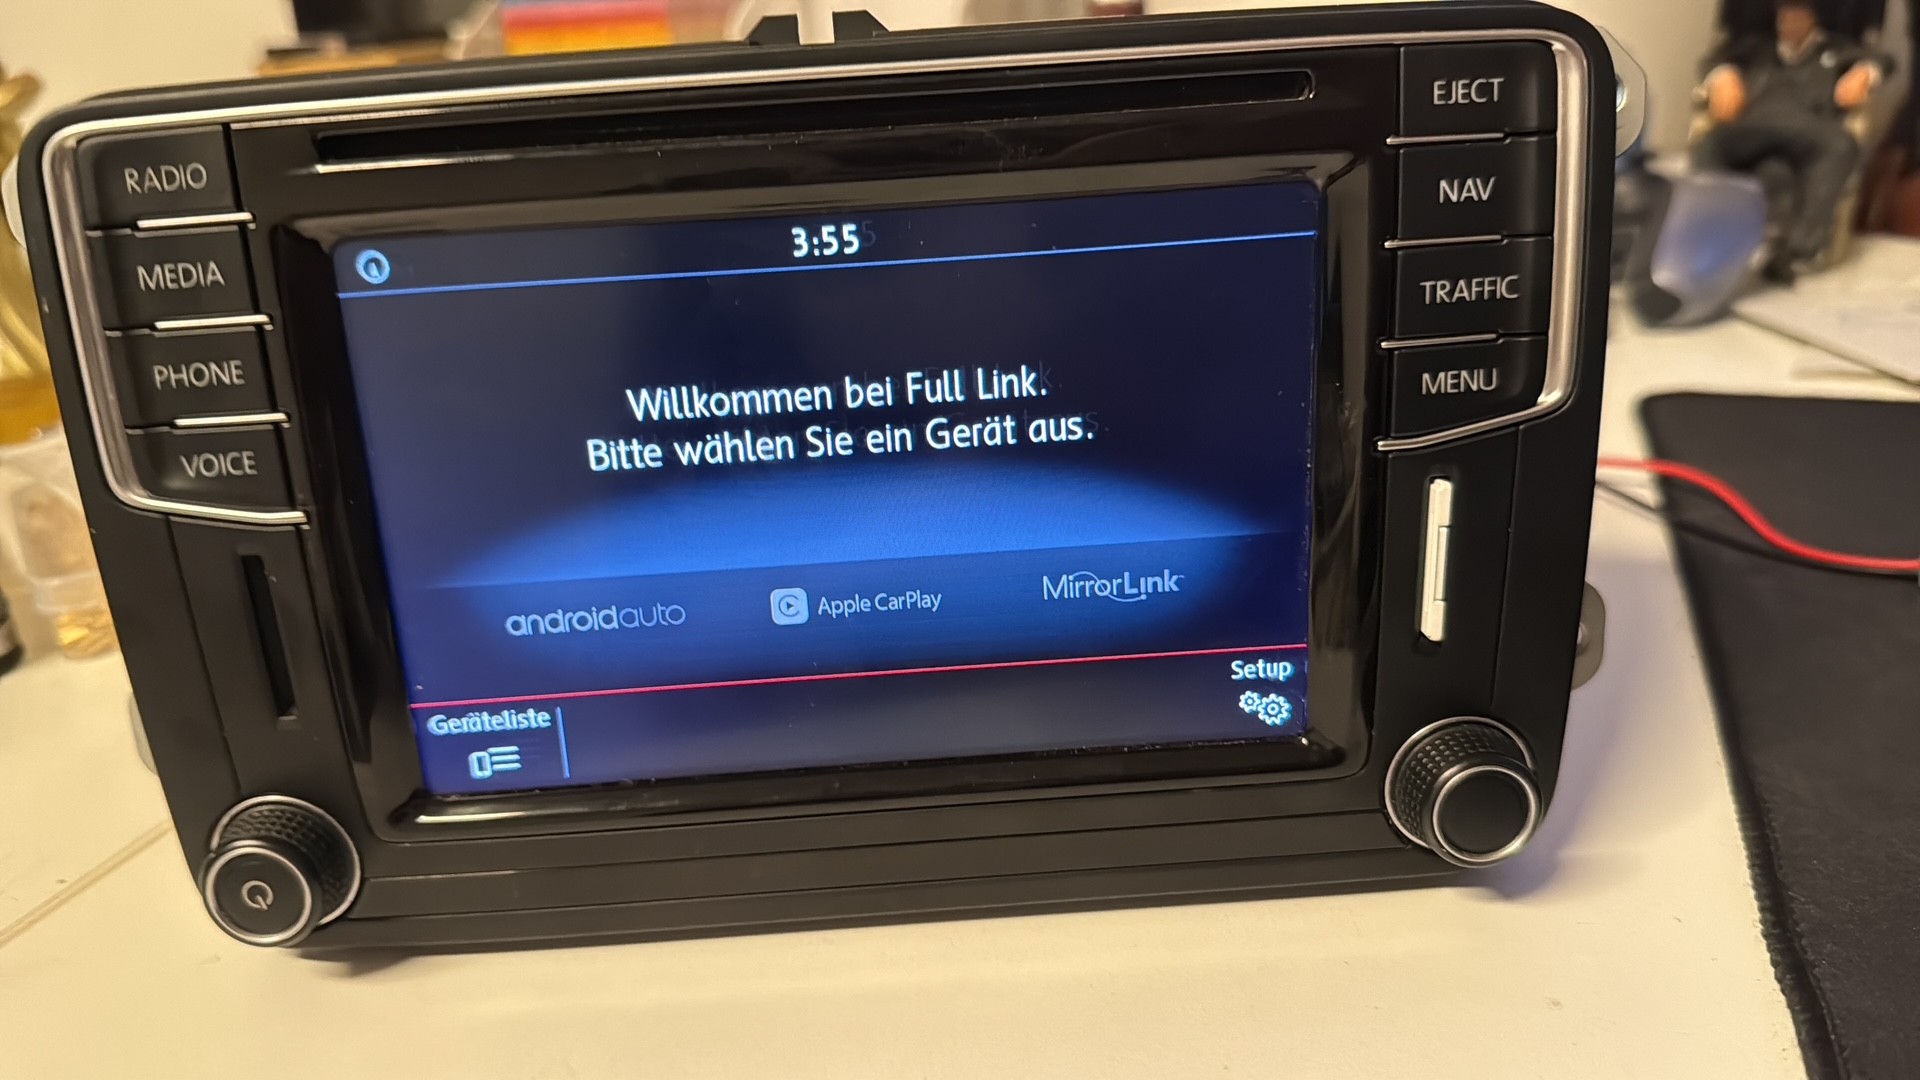 EJECT
RADIO
NAV
MEDIA
TRAFFIC
PHONE
MENU
VOICE
3:55
Willkommen bei Full Link.
Bitte wählen Sie ein Gerät aus.
androidauto
Apple CarPlay
MirrorLink
Setup
Geräteliste